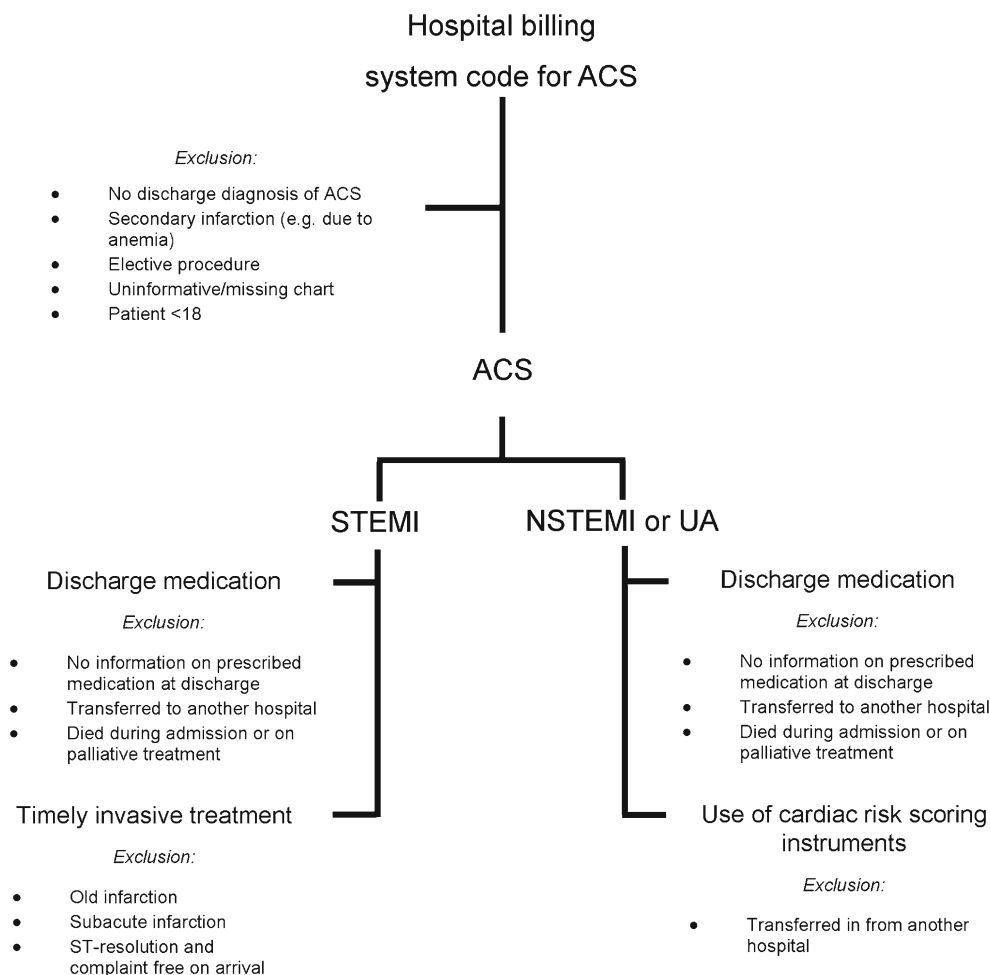 Hospital billing
system code for ACS
Exclusion:
● No discharge diagnosis of ACS
● Secondary infarction (e.g. due to
anemia)
● Elective procedure
● Uninformative/missing chart
● Patient <18
ACS
STEMI
NSTEMI or UA
Discharge medication
Exclusion:
● No information on prescribed
medication at discharge
● Transferred to another hospital
● Died during admission or on
palliative treatment
Discharge medication
Exclusion:
● No information on prescribed
medication at discharge
● Transferred to another hospital
● Died during admission or on
palliative treatment
Timely invasive treatment
Exclusion:
● Old infarction
● Subacute infarction
● ST-resolution and
complaint free on arrival
Use of cardiac risk scoring
instruments
Exclusion:
● Transferred in from another
hospital